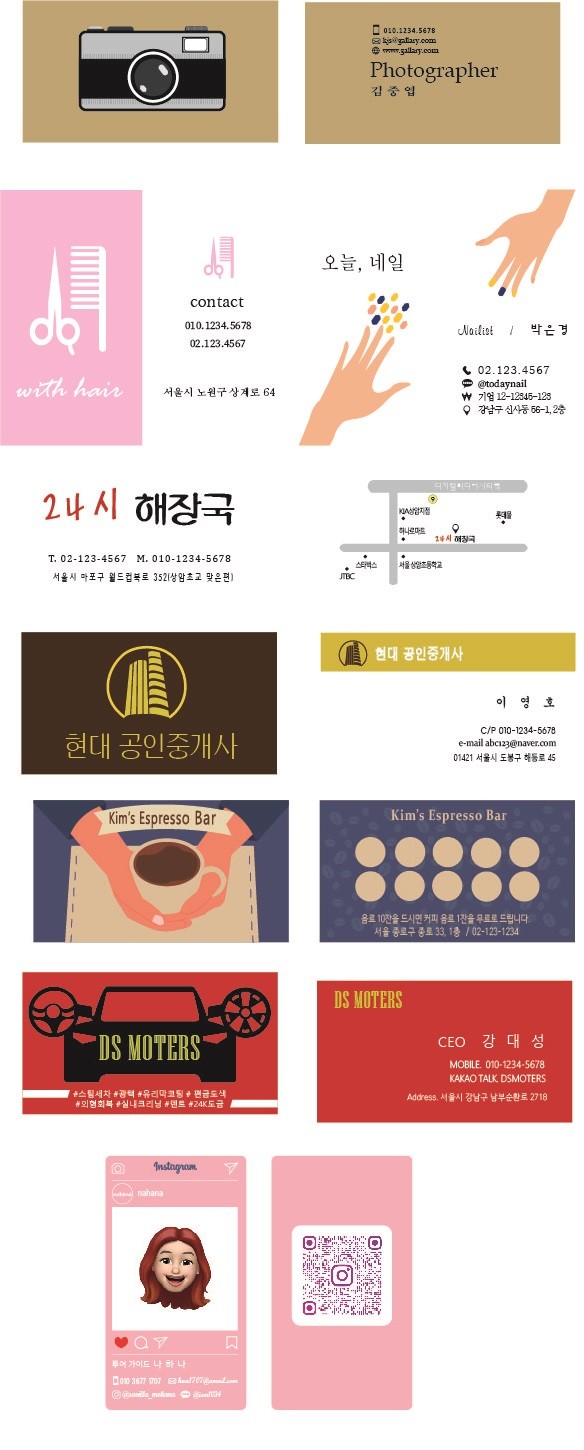 010.1234.5678
kjs@gallary.com
www.gallary.com
Photographer
김 중 엽
with hair
contact
010.1234.5678
02.123.4567
서울시 노원구 상계로 64
오늘, 네일
Nailist / 박은경
02.123.4567
@todaynail
기업 12-12345-123
강남구 신사동 56-1, 2층
24시 해장국
T. 02-123-4567 M. 010-1234-5678
서울시 마포구 월드컵북로 352(상암초교 맞은편)
디지털미디어시티역
9
KIA상암지점
롯데몰
하나로마트
24시 해장국
스타벅스
서울 상암초등학교
JTBC
현대 공인중개사
현대 공인중개사
이 영 호
C/P 010-1234-5678
e-mail abc123@naver.com
01421 서울시 도봉구 해등로 45
Kim's Espresso Bar
Kim's Espresso Bar
음료 10잔을 드시면 커피 음료 1잔을 무료로 드립니다.
서울 종로구 종로 33, 1층 / 02-123-1234
DS MOTERS
#스팀세차 #광택 #유리막코팅 # 판금도색
#외형회복 #실내크리닝 #덴트 #24K도금
DS MOTERS
CEO 강 대 성
MOBILE. 010-1234-5678
KAKAO TALK. DSMOTERS
Address. 서울시 강남구 남부순환로 2718
Instagram
nahana
투어 가이드 나 하 나
010 3677 1707